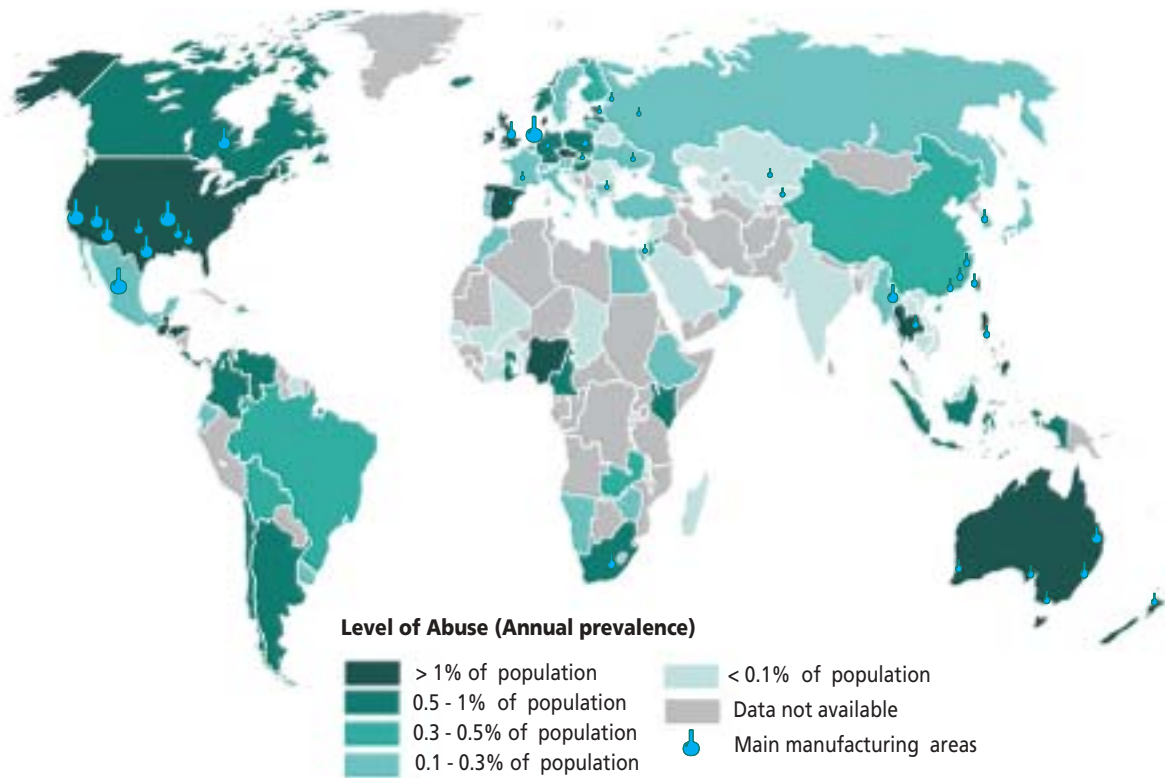 Level of Abuse (Annual prevalence)
> 1% of population
0.5 - 1% of population
0.3 - 0.5% of population
0.1 - 0.3% of population
< 0.1% of population
Data not available
Main manufacturing areas